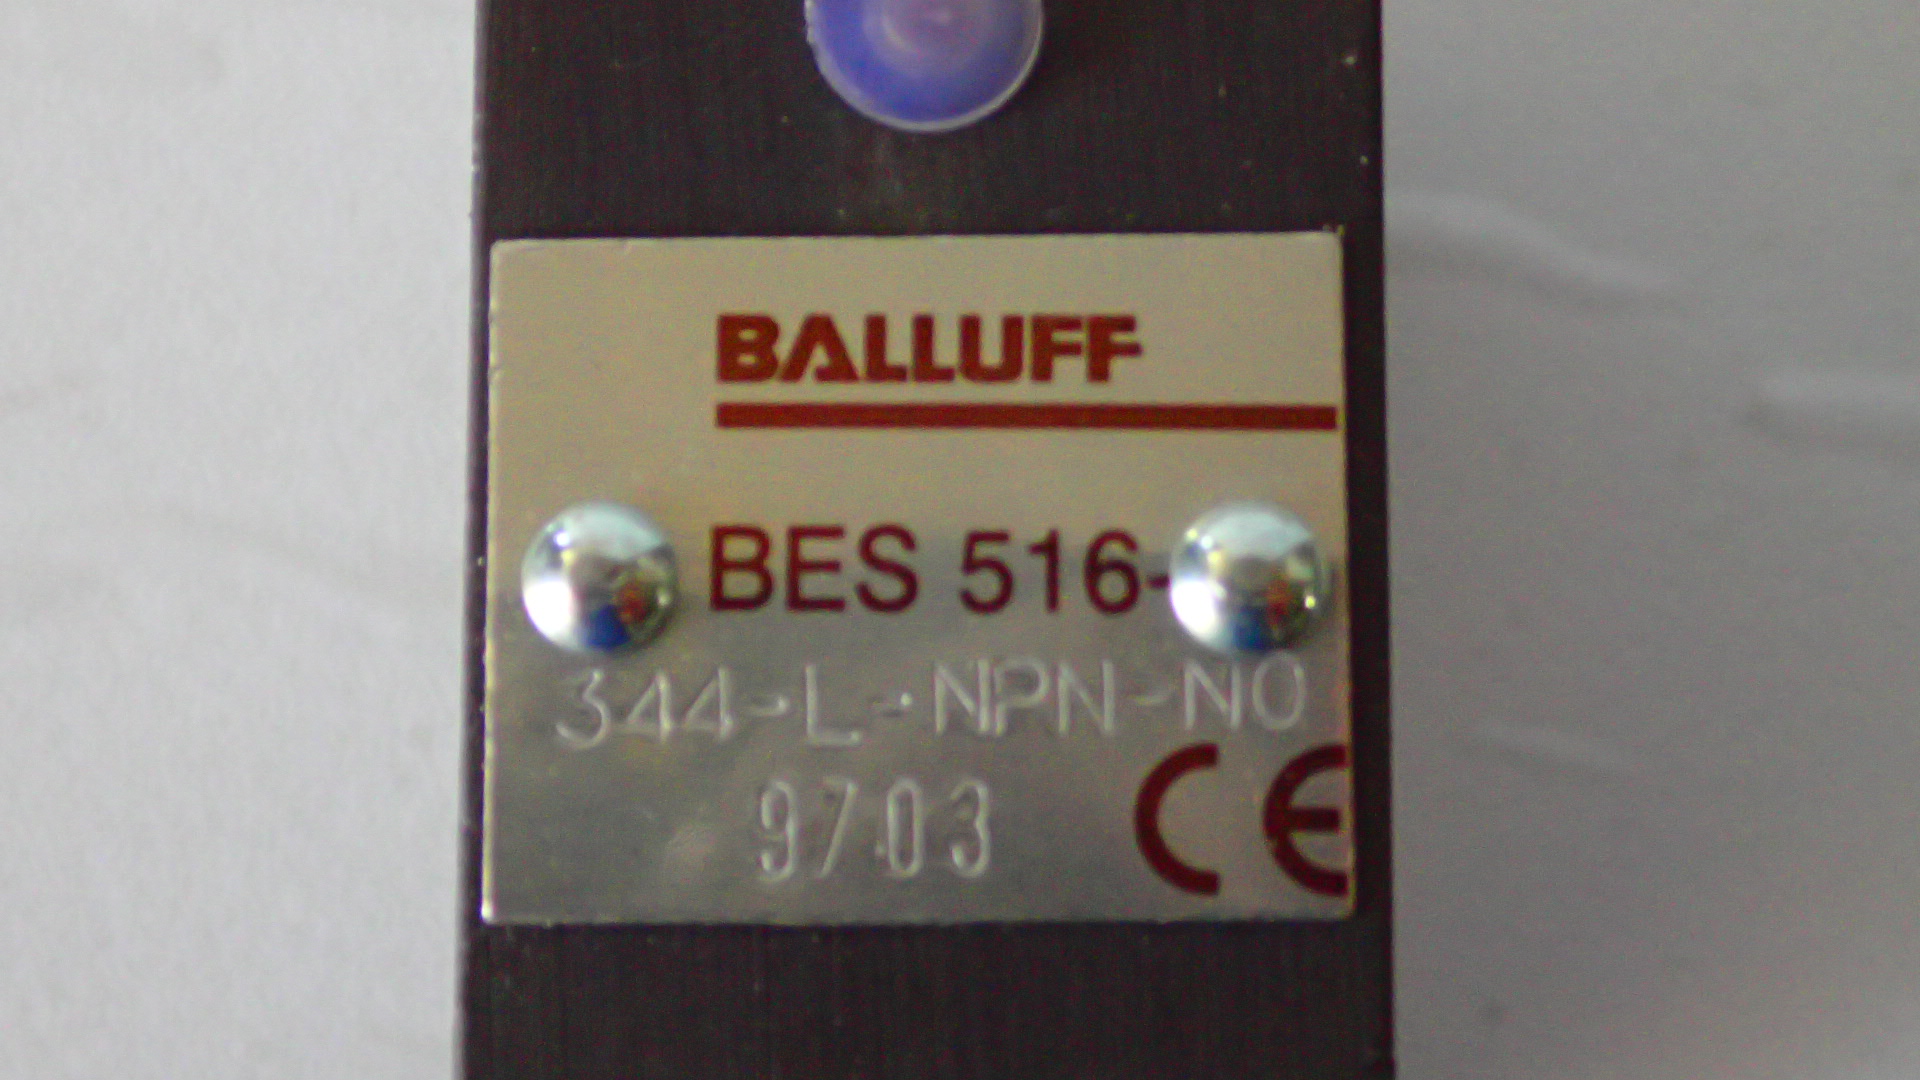 BALLUFF
BES 516-
344-L-NPN-NO
9703
CE